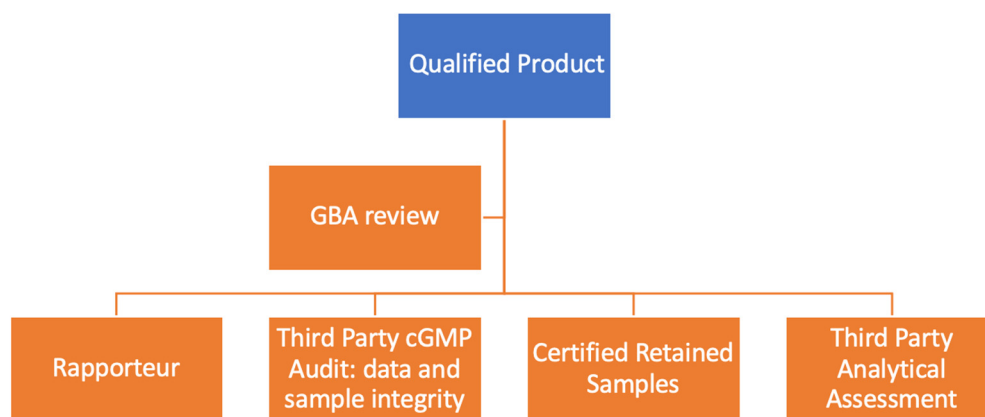 Qualified Product
GBA review
Rapporteur
Third Party cGMP
Audit: data and
sample integrity
Certified Retained
Samples
Third Party
Analytical
Assessment